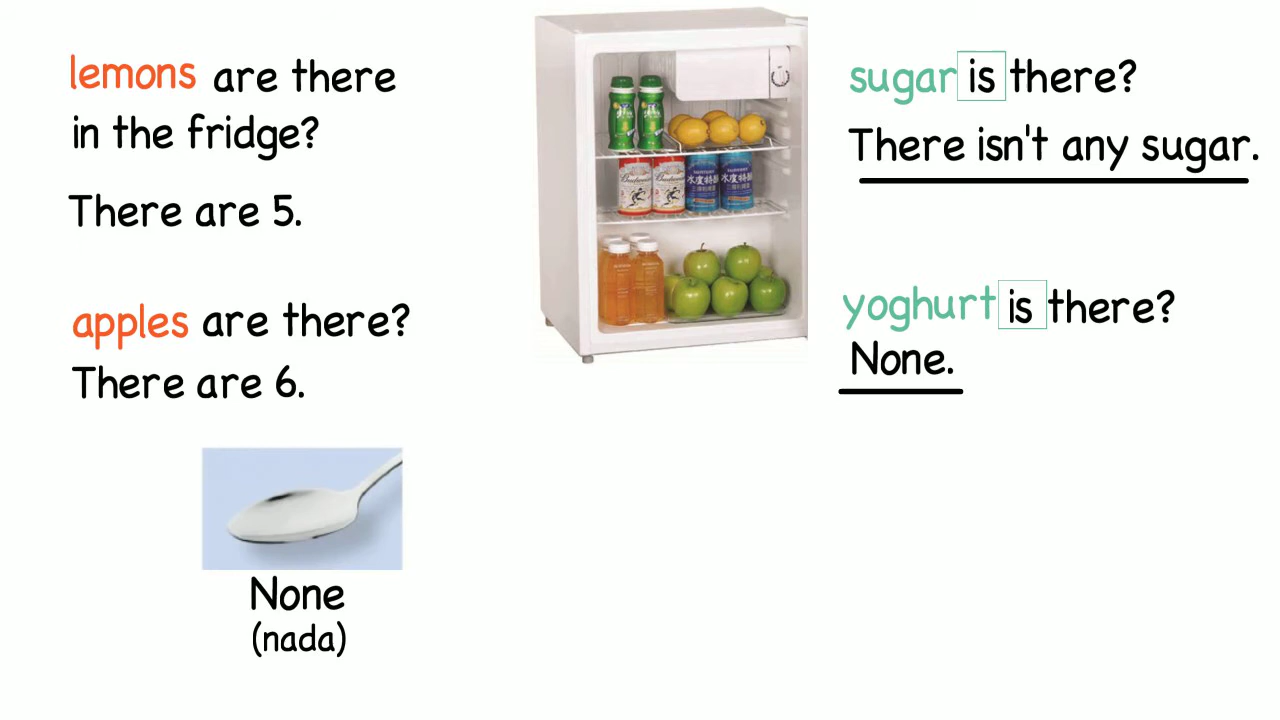 lemons are there
in the fridge?
There are 5.
apples are there?
There are 6.
None
(nada)
sugar is there?
There isn't any sugar.
yoghurt is there?
None.